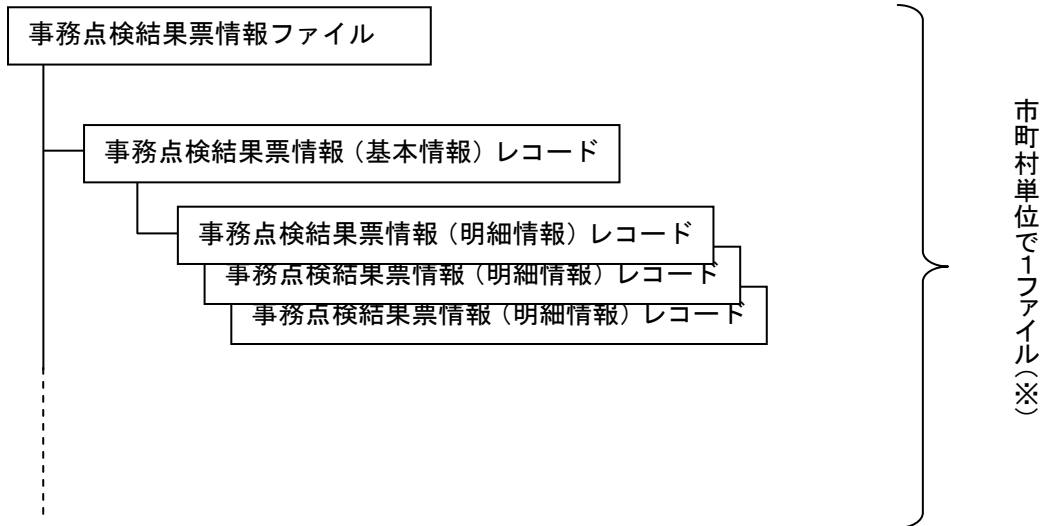 事務点検結果票情報ファイル
事務点検結果票情報(基本情報)レコード
事務点検結果票情報(明細情報)レコード
事務点検結果票情報(明細情報)レコード
事務点検結果票情報(明細情報)レコード
市町村単位で1ファイル(※)